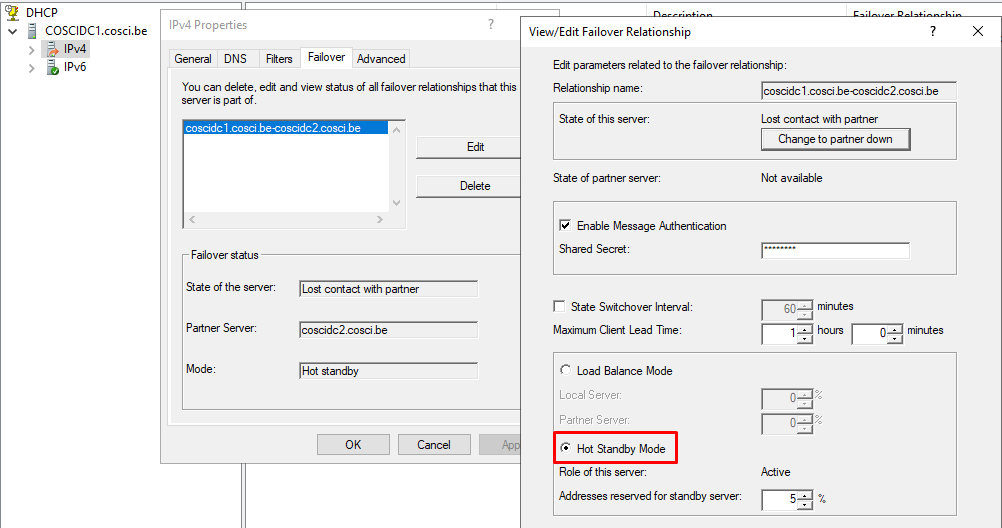 DHCP
COSCIDC1.cosci.be
IPv4
IPv6
Description
Failover Relationship
IPv4 Properties
?
General
DNS
Filters
Failover
Advanced
You can delete, edit and view status of all failover relationships that this
server is part of.
coscidc1.cosci.be-coscidc2.cosci.be
Edit
Delete
Failover status
State of the server:
Lost contact with partner
Partner Server:
coscidc2.cosci.be
Mode:
Hot standby
OK
Cancel
App
View/Edit Failover Relationship
?
Edit parameters related to the failover relationship:
Relationship name:
coscidc1.cosci.be-coscidc2.cosci.be
State of this server:
Lost contact with partner
Change to partner down
State of partner server:
Not available
Enable Message Authentication
Shared Secret:
********
State Switchover Interval:
60
minutes
Maximum Client Lead Time:
1
hours
0
minutes
Load Balance Mode
Local Server:
0
%
Partner Server:
0
%
Hot Standby Mode
Role of this server:
Active
Addresses reserved for standby server:
5
%